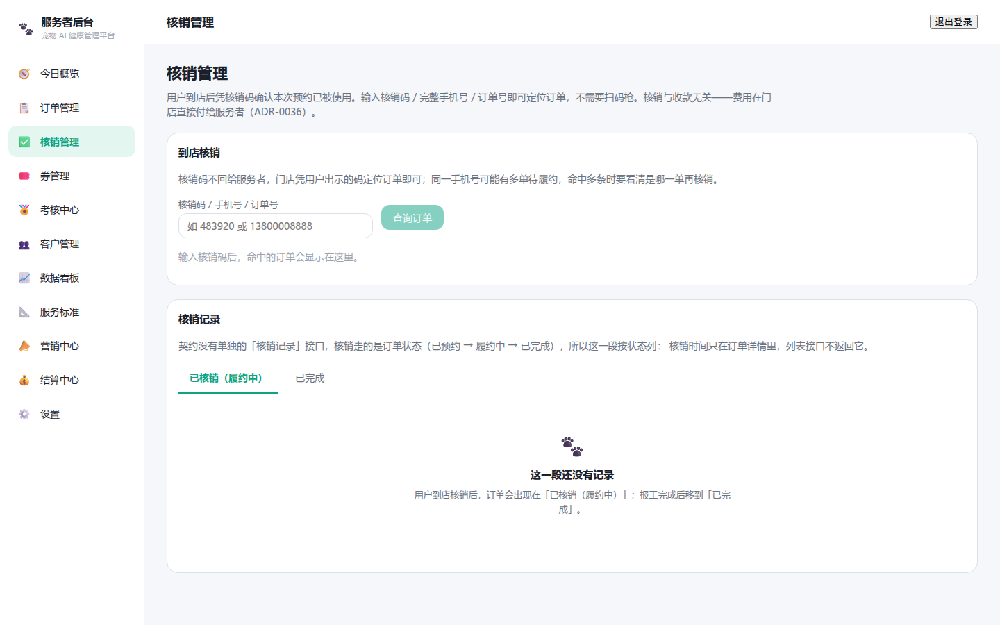 服务者后台
宠物 AI 健康管理平台
今日概览
订单管理
核销管理
券管理
考核中心
客户管理
数据看板
服务标准
营销中心
结算中心
设置
核销管理
退出登录
核销管理
用户到店后凭核销码确认本次预约已被使用。输入核销码 / 完整手机号 / 订单号即可定位订单，不需要扫码枪。核销与收款无关——费用在门
店直接付给服务者（ADR-0036）。
到店核销
核销码不回给服务者，门店凭用户出示的码定位订单即可；同一手机号可能有多单待履约，命中多条时要看清是哪一单再核销。
核销码 / 手机号 / 订单号
如 483920 或 13800008888
查询订单
输入核销码后，命中的订单会显示在这里。
核销记录
契约没有单独的「核销记录」接口，核销走的是订单状态（已预约 → 履约中 → 已完成），所以这一段按状态列： 核销时间只在订单详情里，列表接口不返回它。
已核销（履约中）
已完成
这一段还没有记录
用户到店核销后，订单会出现在「已核销（履约中）」；报工完成后移到「已完
成」。